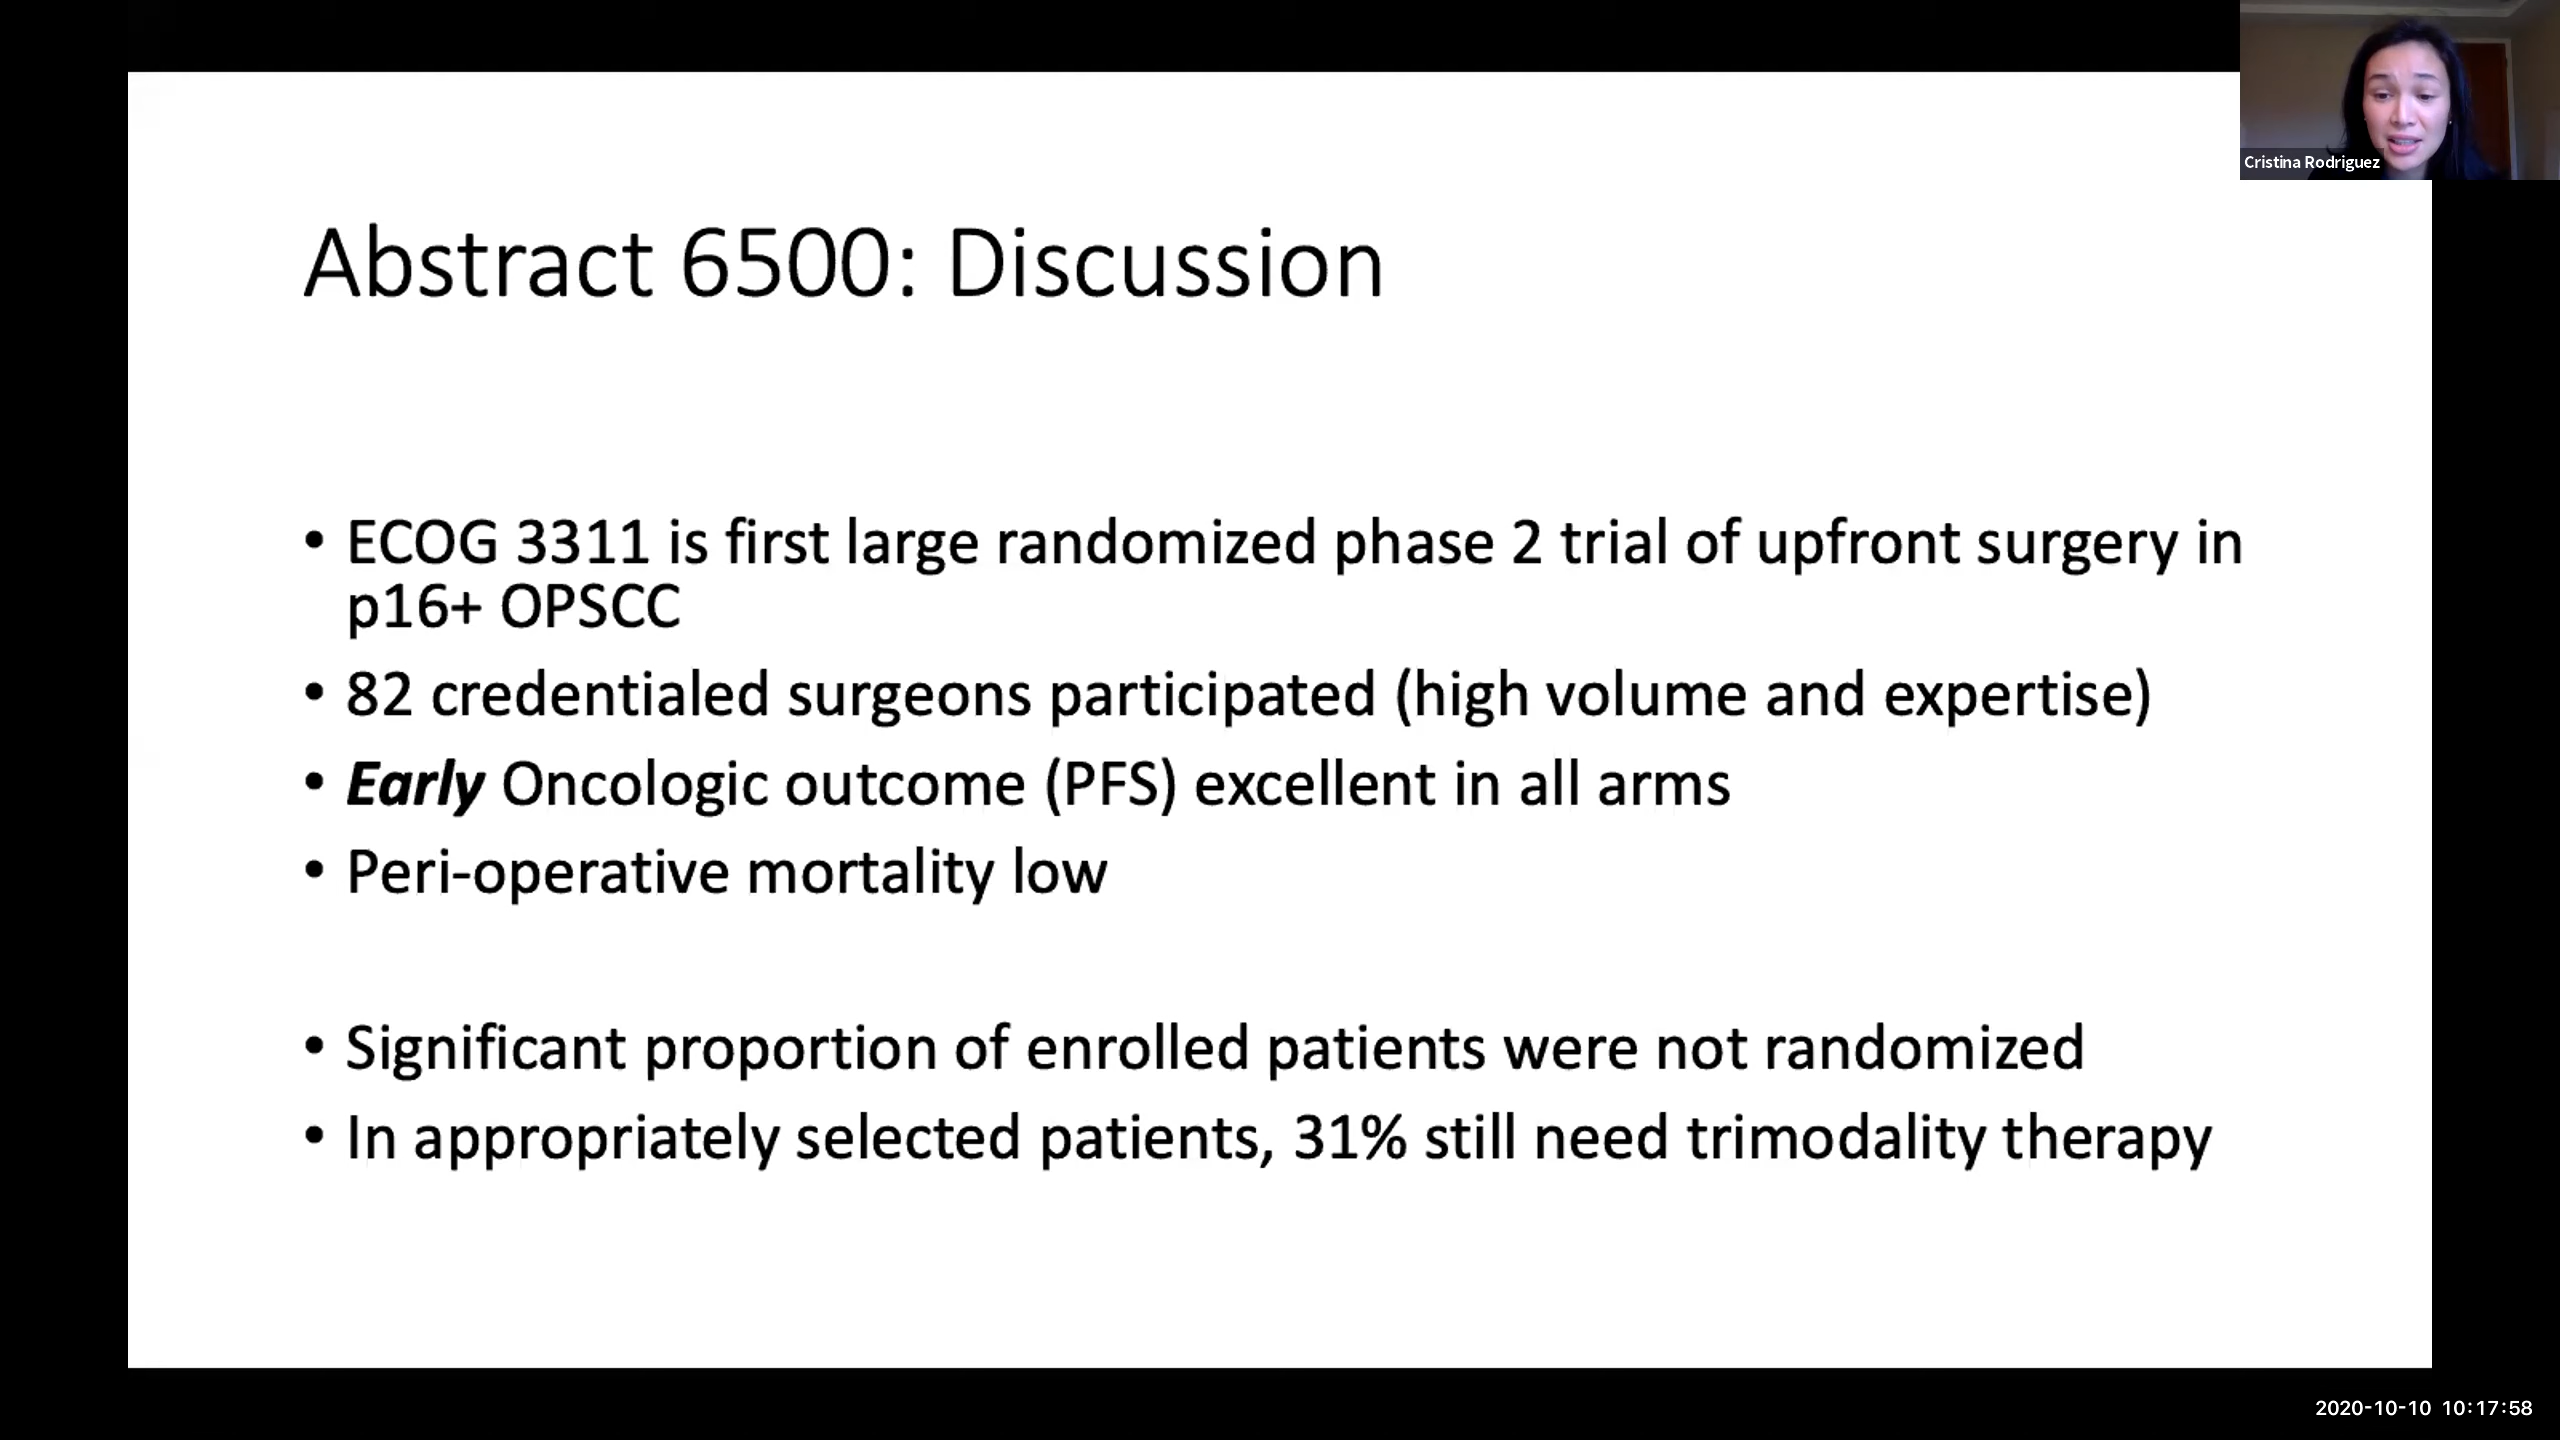 Cristina Rodriguez
Abstract 6500: Discussion
• ECOG 3311 is first large randomized phase 2 trial of upfront surgery in
p16+ OPSCC
• 82 credentialed surgeons participated (high volume and expertise)
• Early Oncologic outcome (PFS) excellent in all arms
• Peri-operative mortality low
• Significant proportion of enrolled patients were not randomized
• In appropriately selected patients, 31% still need trimodality therapy
2020-10-10 10:17:58